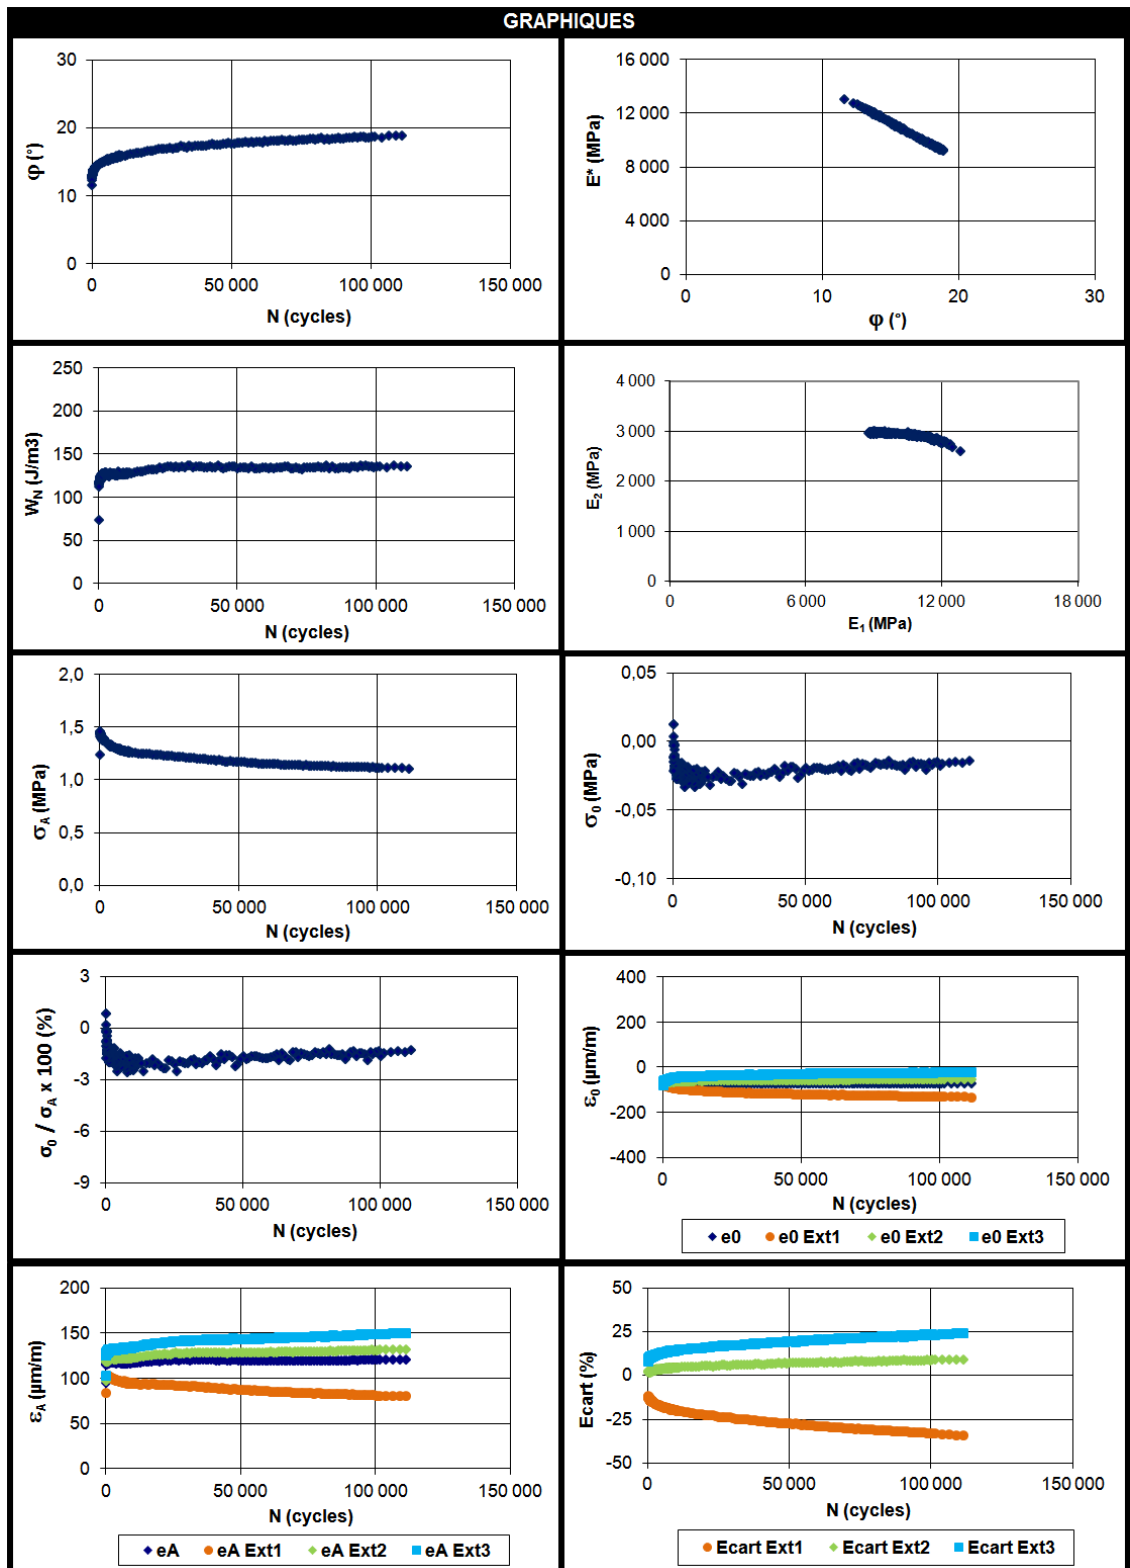 GRAPHIQUES
30
20
10
0
φ (°)
0 50 000 100 000 150 000
N (cycles)
16 000
12 000
8 000
4 000
0
E* (MPa)
0 10 20 30
φ (°)
250
200
150
100
50
0
W_N (J/m3)
0 50 000 100 000 150 000
N (cycles)
4 000
3 000
2 000
1 000
0
E₂ (MPa)
0 6 000 12 000 18 000
E₁ (MPa)
2,0
1,5
1,0
0,5
0,0
σ_A (MPa)
0 50 000 100 000 150 000
N (cycles)
0,05
0,00
-0,05
-0,10
σ₀ (MPa)
0 50 000 100 000 150 000
N (cycles)
3
0
-3
-6
-9
σ₀ / σ_A x 100 (%)
0 50 000 100 000 150 000
N (cycles)
400
200
0
-200
-400
ε₀ (µm/m)
0 50 000 100 000 150 000
N (cycles)
e0 e0 Ext1 e0 Ext2 e0 Ext3
200
150
100
50
0
ε_A (µm/m)
0 50 000 100 000 150 000
N (cycles)
eA eA Ext1 eA Ext2 eA Ext3
50
25
0
-25
-50
Ecart (%)
0 50 000 100 000 150 000
N (cycles)
Ecart Ext1 Ecart Ext2 Ecart Ext3